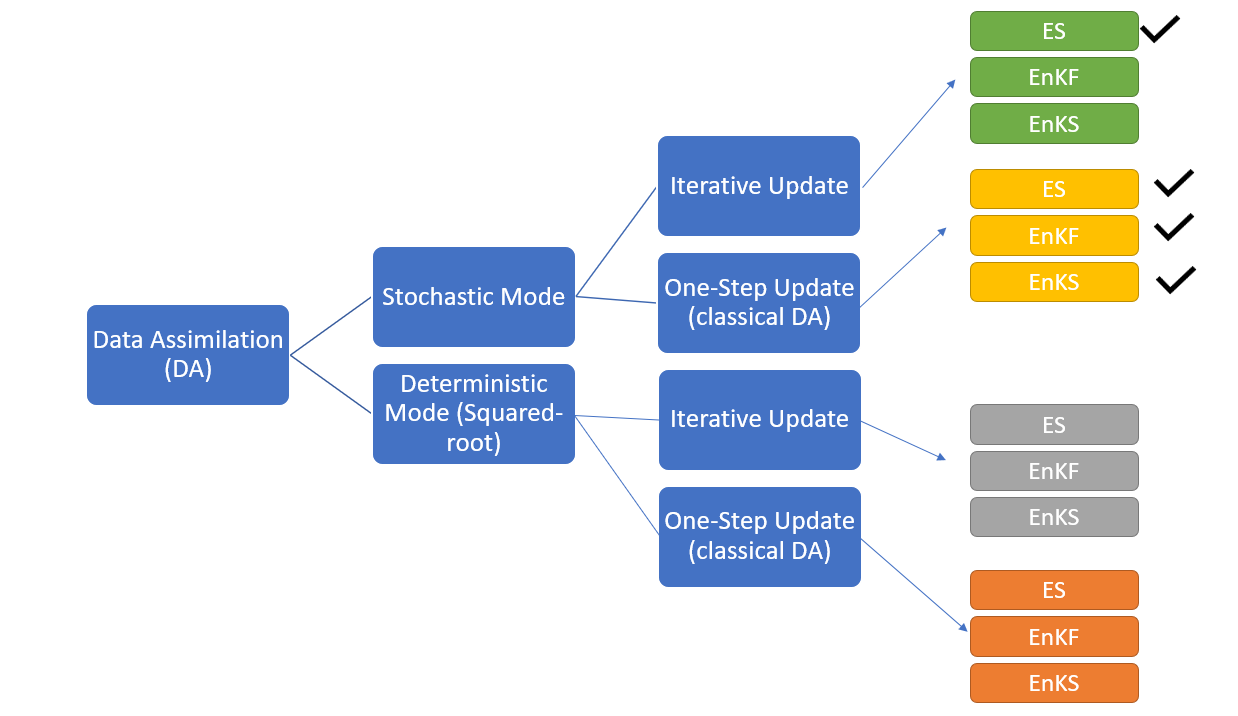 Data Assimilation
(DA)
Stochastic Mode
Deterministic
Mode (Squared-
root)
Iterative Update
One-Step Update
(classical DA)
Iterative Update
One-Step Update
(classical DA)
ES
EnKF
EnKS
ES
EnKF
EnKS
ES
EnKF
EnKS
ES
EnKF
EnKS